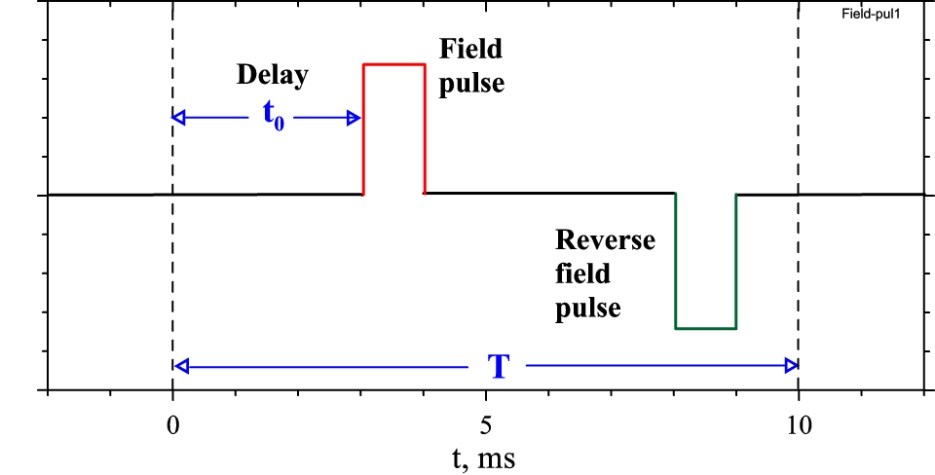 Field-pul1
Field
pulse
Delay
t₀
Reverse
field
pulse
T
0
5
10
t, ms